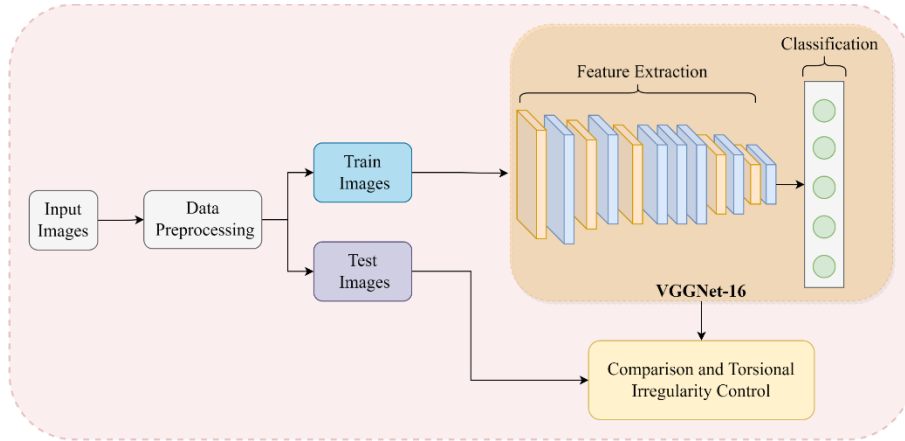 Input
Images
Data
Preprocessing
Train
Images
Test
Images
Feature Extraction
Classification
VGGNet-16
Comparison and Torsional
Irregularity Control